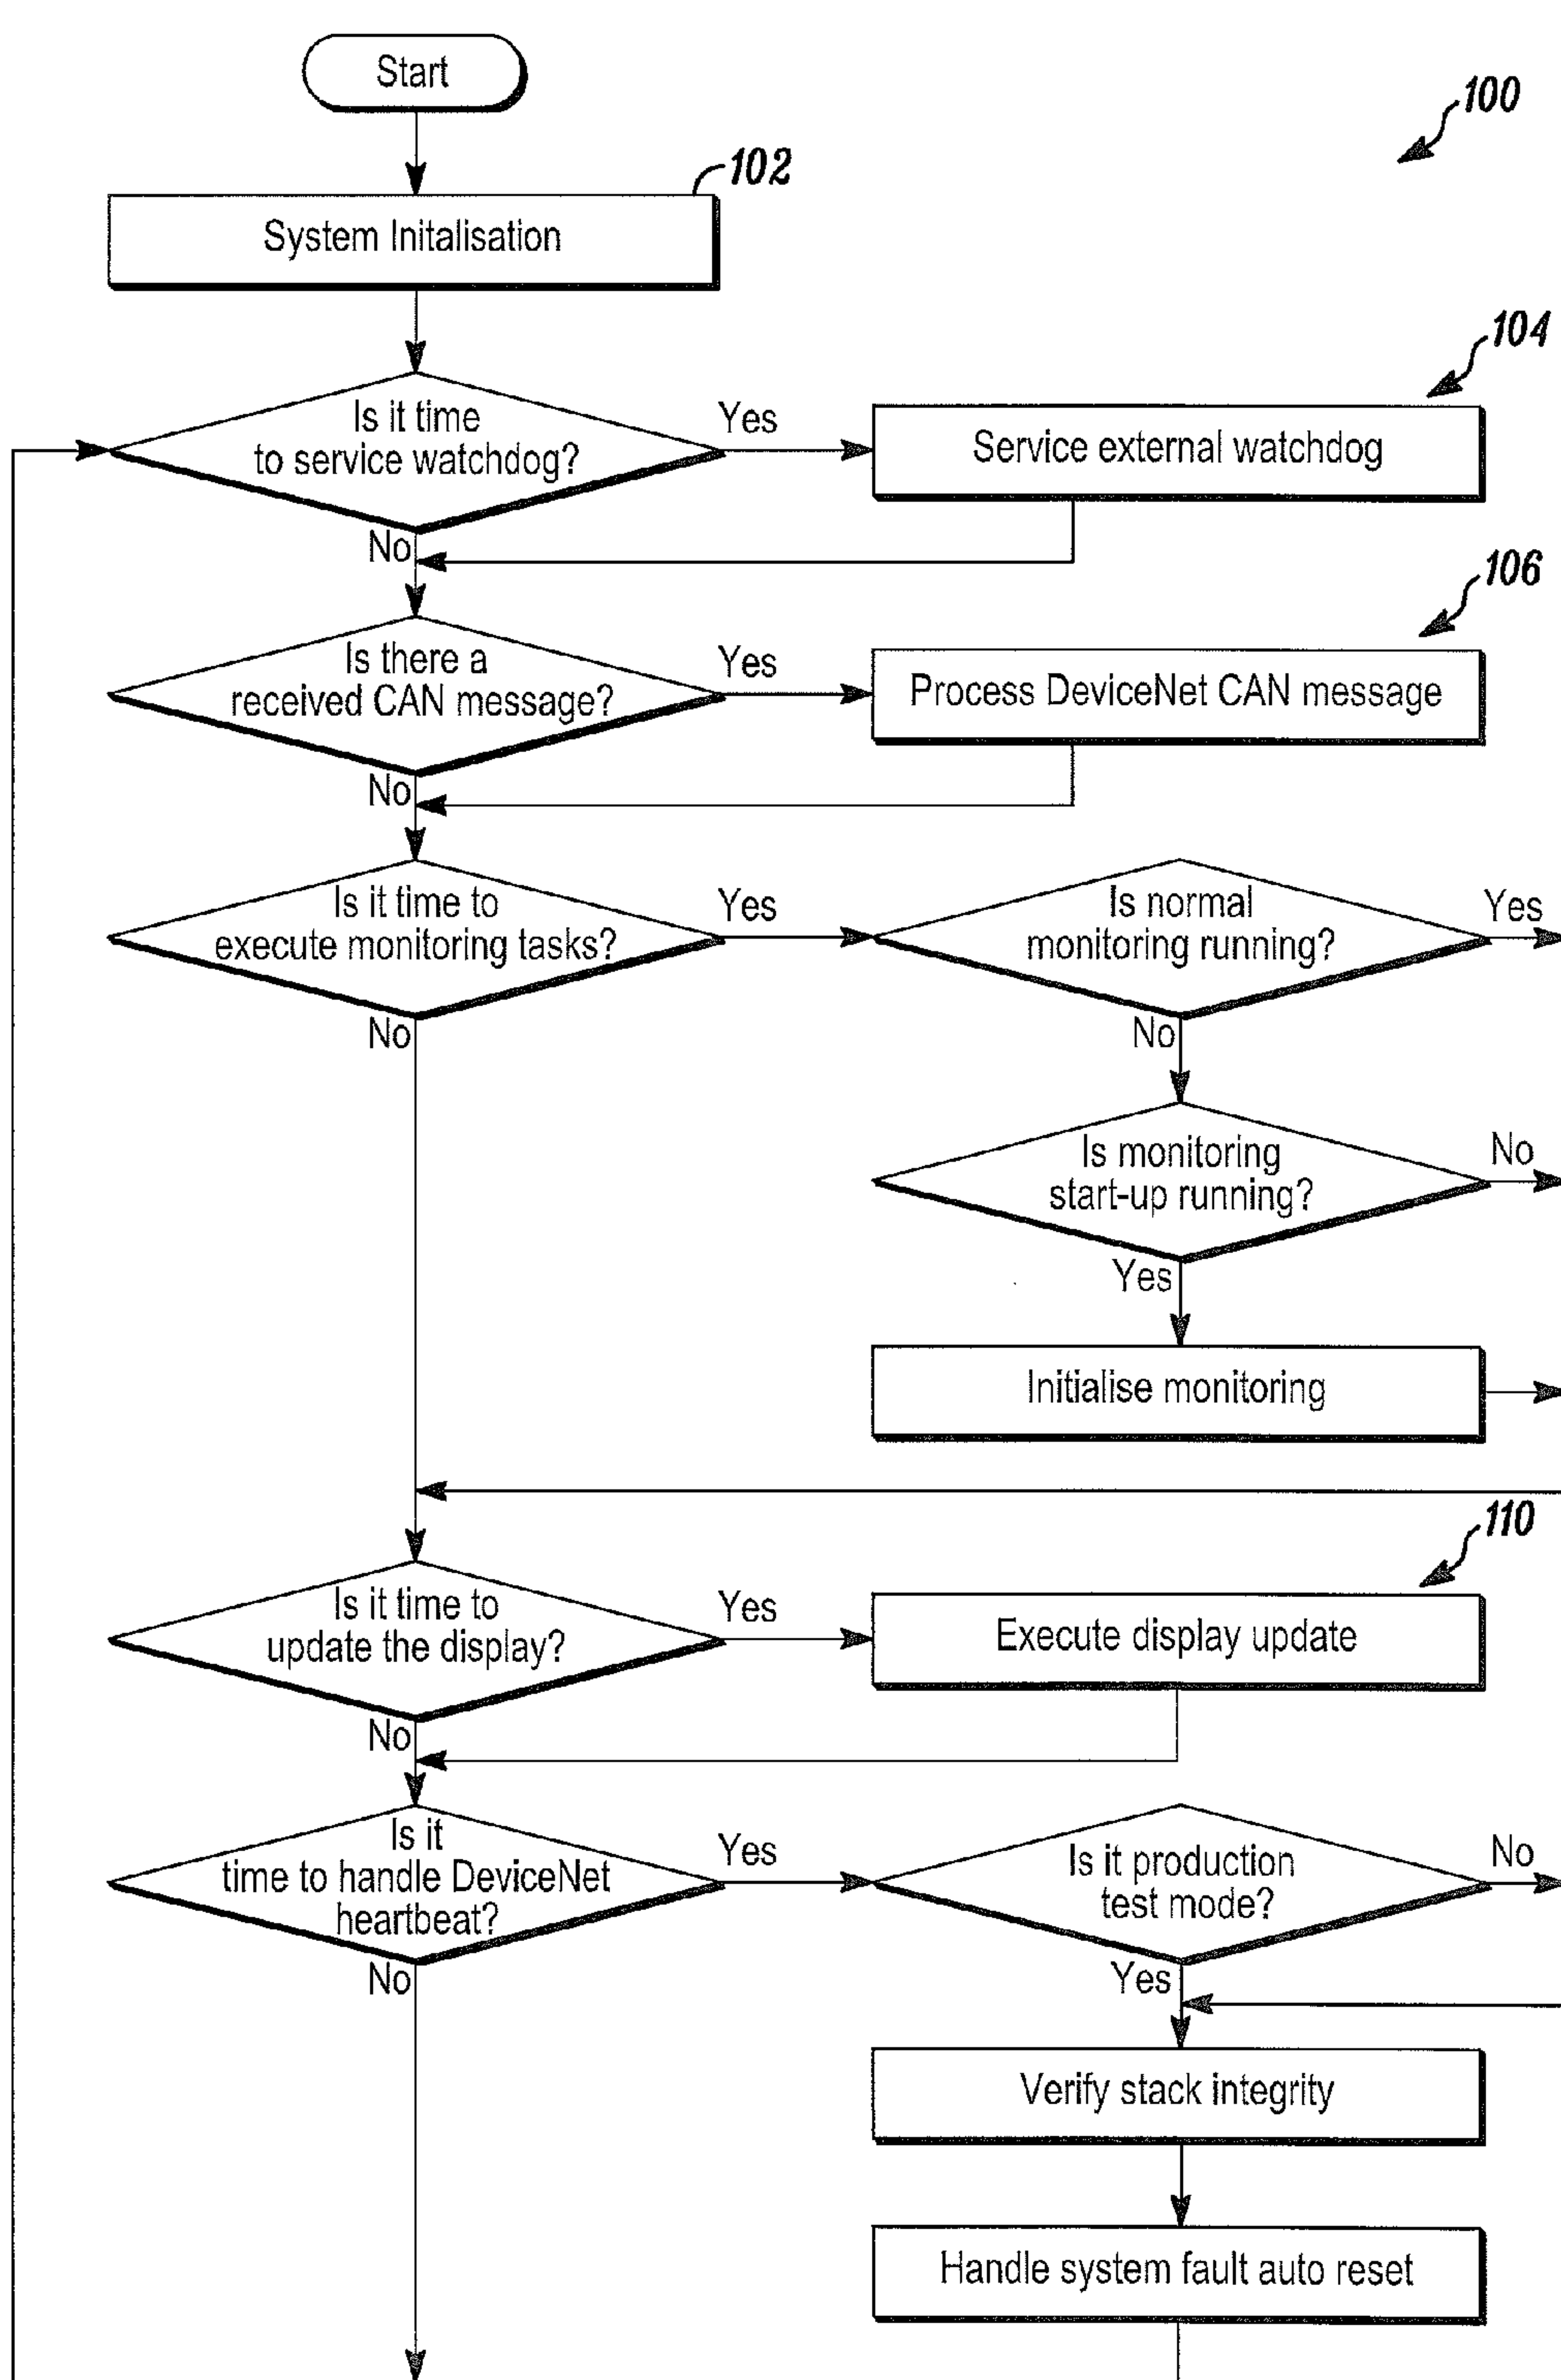 Start
100
102
System Initalisation
104
Is it time
to service watchdog?
Yes
Service external watchdog
No
106
Is there a
received CAN message?
Yes
Process DeviceNet CAN message
No
Is it time to
execute monitoring tasks?
Yes
Is normal
monitoring running?
Yes
No
No
Is monitoring
start-up running?
No
Yes
Initialise monitoring
110
Is it time to
update the display?
Yes
Execute display update
No
Is it
time to handle DeviceNet
heartbeat?
Yes
Is it production
test mode?
No
No
Yes
Verify stack integrity
Handle system fault auto reset